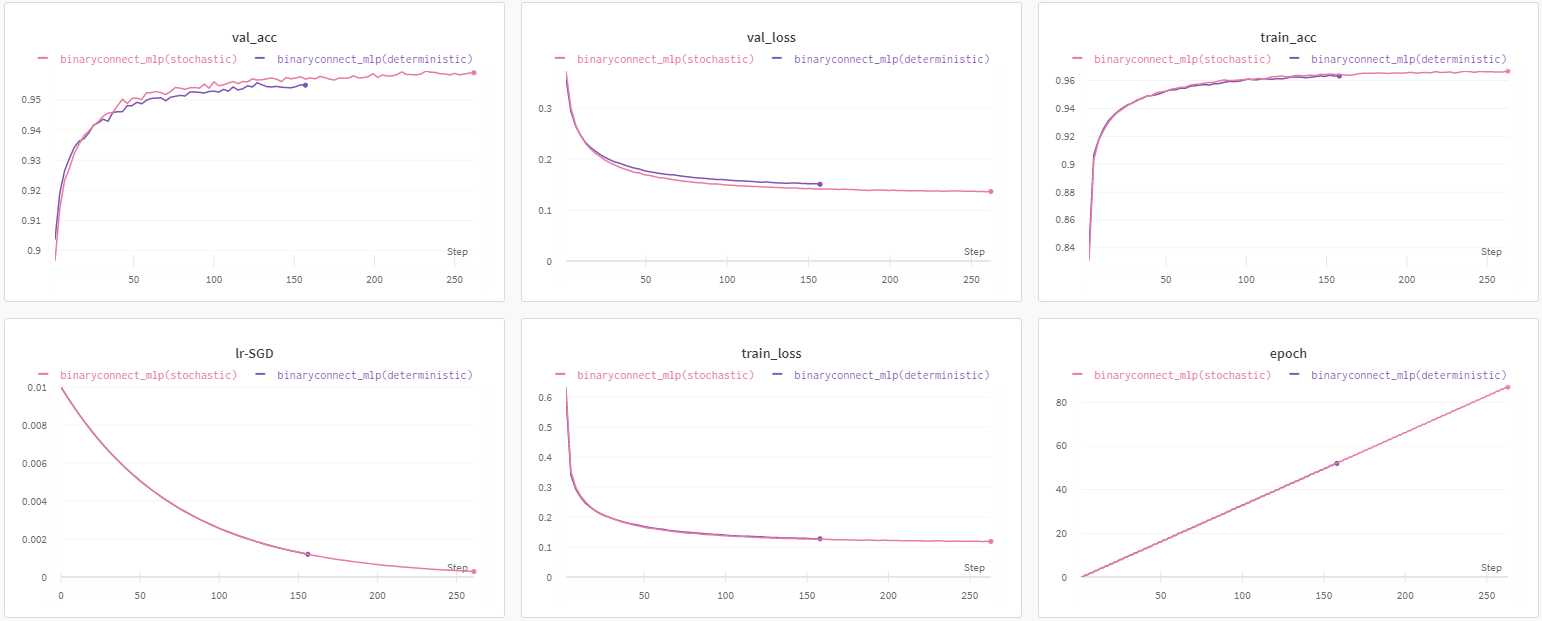 val_acc
binaryconnect_mlp(stochastic) binaryconnect_mlp(deterministic)
0.95
0.94
0.93
0.92
0.91
0.9
Step
50 100 150 200 250
val_loss
binaryconnect_mlp(stochastic) binaryconnect_mlp(deterministic)
0.3
0.2
0.1
0
Step
50 100 150 200 250
train_acc
binaryconnect_mlp(stochastic) binaryconnect_mlp(deterministic)
0.96
0.94
0.92
0.9
0.88
0.86
0.84
Step
50 100 150 200 250
lr-SGD
binaryconnect_mlp(stochastic) binaryconnect_mlp(deterministic)
0.01
0.008
0.006
0.004
0.002
0
Step
0 50 100 150 200 250
train_loss
binaryconnect_mlp(stochastic) binaryconnect_mlp(deterministic)
0.6
0.5
0.4
0.3
0.2
0.1
0
Step
50 100 150 200 250
epoch
binaryconnect_mlp(stochastic) binaryconnect_mlp(deterministic)
80
60
40
20
0
Step
50 100 150 200 250